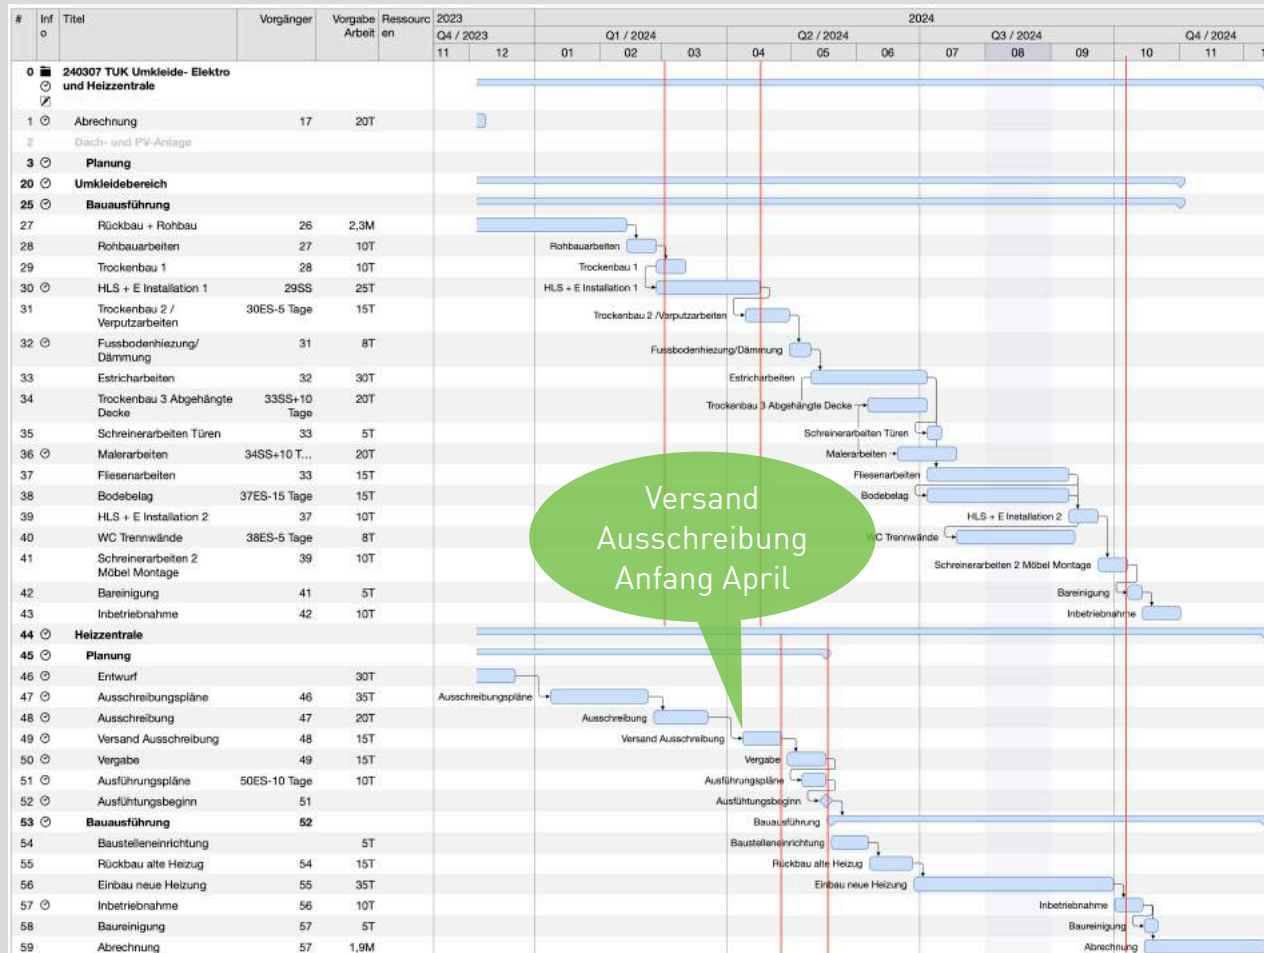 # Inf Titel Vorgänger Vorgabe Ressourc 2023 2024
o Arbeit en Q4 / 2023 Q1 / 2024 Q2 / 2024 Q3 / 2024 Q4 / 2024
11 12 01 02 03 04 05 06 07 08 09 10 11
0 240307 TUK Umkleide- Elektro
und Heizzentrale
1 Abrechnung 17 20T
2 Dach- und PV-Anlage
3 Planung
20 Umkleidebereich
25 Bauausführung
27 Rückbau + Rohbau 26 2,3M
28 Rohbauarbeiten 27 10T Rohbauarbeiten
29 Trockenbau 1 28 10T Trockenbau 1
30 HLS + E Installation 1 29SS 25T HLS + E Installation 1
31 Trockenbau 2 / 30ES-5 Tage 15T Trockenbau 2 /Verputzarbeiten
Verputzarbeiten
32 Fussbodenhiezung/ 31 8T Fussbodenhiezung/Dämmung
Dämmung
33 Estricharbeiten 32 30T Estricharbeiten
34 Trockenbau 3 Abgehängte 33SS+10 20T Trockenbau 3 Abgehängte Decke
Decke Tage
35 Schreinerarbeiten Türen 33 5T Schreinerarbeiten Türen
36 Malerarbeiten 34SS+10 T... 20T Malerarbeiten
37 Fliesenarbeiten 33 15T Fliesenarbeiten
38 Bodebelag 37ES-15 Tage 15T Bodebelag
39 HLS + E Installation 2 37 10T HLS + E Installation 2
40 WC Trennwände 38ES-5 Tage 8T WC Trennwände
41 Schreinerarbeiten 2 39 10T Schreinerarbeiten 2 Möbel Montage
Möbel Montage
42 Bareinigung 41 5T Bareinigung
43 Inbetriebnahme 42 10T Inbetriebnahme
Versand
Ausschreibung
Anfang April
44 Heizzentrale
45 Planung
46 Entwurf 30T
47 Ausschreibungspläne 46 35T Ausschreibungspläne
48 Ausschreibung 47 20T Ausschreibung
49 Versand Ausschreibung 48 15T Versand Ausschreibung
50 Vergabe 49 15T Vergabe
51 Ausführungspläne 50ES-10 Tage 10T Ausführungspläne
52 Ausfühtungsbeginn 51 Ausfühtungsbeginn
53 Bauausführung 52 Bauausführung
54 Baustelleneinrichtung 5T Baustelleneinrichtung
55 Rückbau alte Heizug 54 15T Rückbau alte Heizug
56 Einbau neue Heizung 55 35T Einbau neue Heizung
57 Inbetriebnahme 56 10T Inbetriebnahme
58 Baureinigung 57 5T Baureinigung
59 Abrechnung 57 1,9M Abrechnung